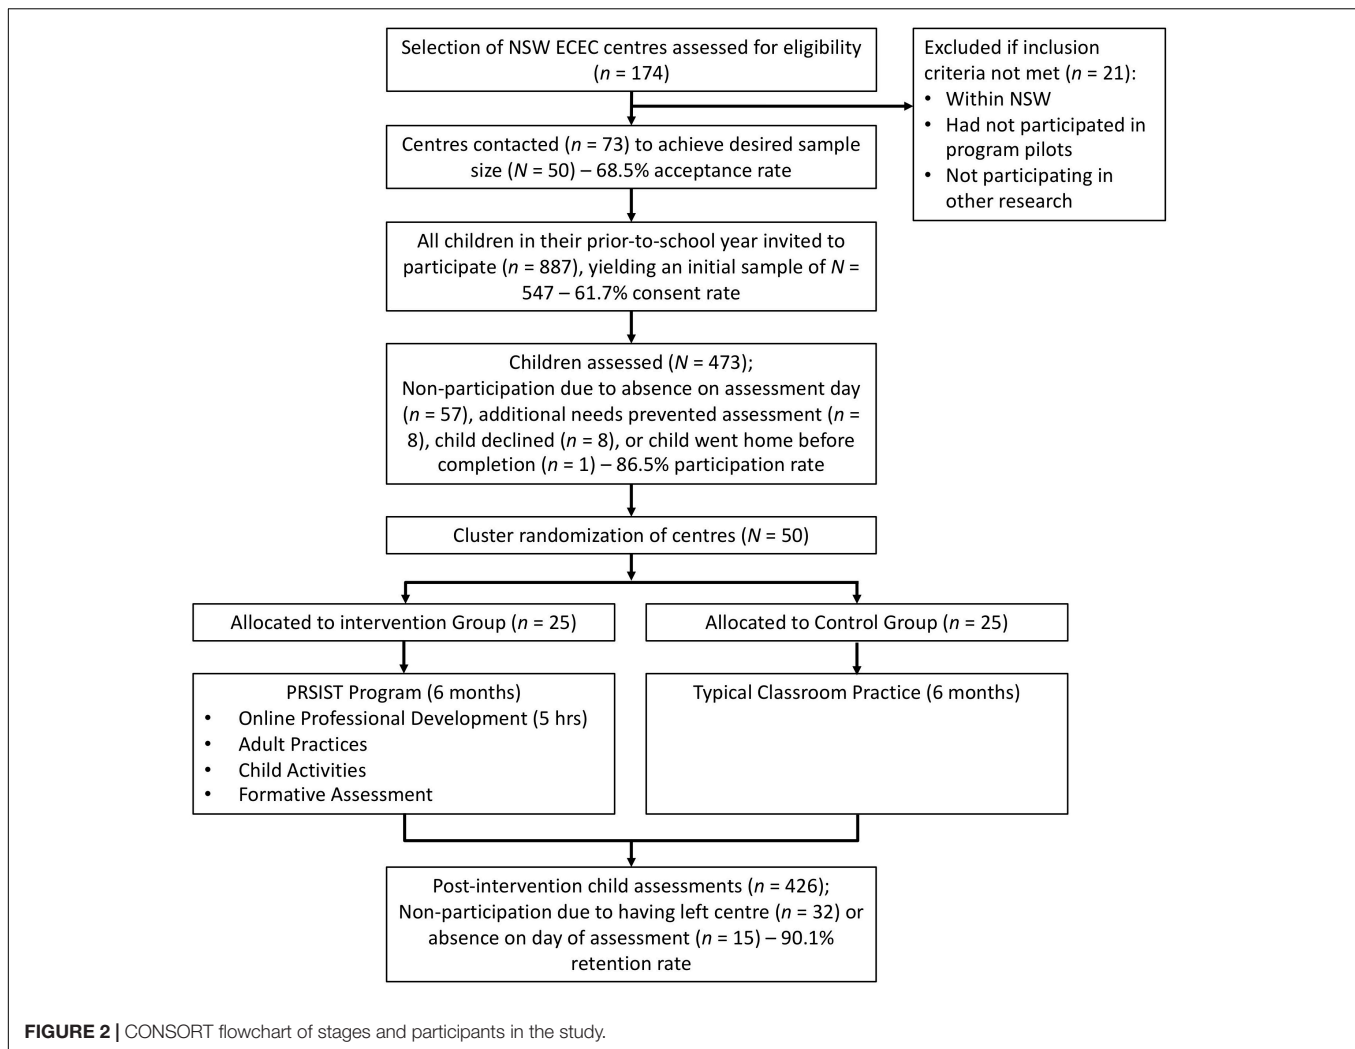 Selection of NSW ECEC centres assessed for eligibility
(n = 174)
Excluded if inclusion
criteria not met (n = 21):
• Within NSW
• Had not participated in
program pilots
• Not participating in
other research
Centres contacted (n = 73) to achieve desired sample
size (N = 50) – 68.5% acceptance rate
All children in their prior-to-school year invited to
participate (n = 887), yielding an initial sample of N =
547 – 61.7% consent rate
Children assessed (N = 473);
Non-participation due to absence on assessment day
(n = 57), additional needs prevented assessment (n =
8), child declined (n = 8), or child went home before
completion (n = 1) – 86.5% participation rate
Cluster randomization of centres (N = 50)
Allocated to intervention Group (n = 25)
Allocated to Control Group (n = 25)
PRSIST Program (6 months)
• Online Professional Development (5 hrs)
• Adult Practices
• Child Activities
• Formative Assessment
Typical Classroom Practice (6 months)
Post-intervention child assessments (n = 426);
Non-participation due to having left centre (n = 32) or
absence on day of assessment (n = 15) – 90.1%
retention rate
FIGURE 2 | CONSORT flowchart of stages and participants in the study.